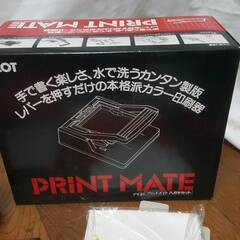 PRINT MATE
LOT
手で書く楽しさ、水で洗うカンタン製版
レバーを押すだけの本格派カラー印刷器
PRINT MATE